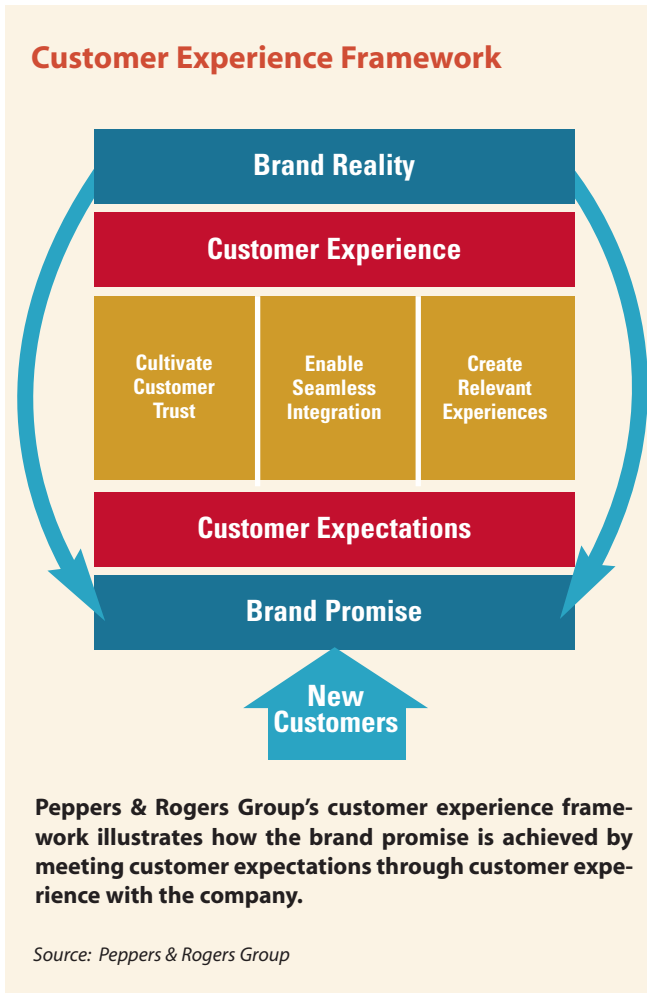 Customer Experience Framework
Brand Reality
Customer Experience
Cultivate
Customer
Trust
Enable
Seamless
Integration
Create
Relevant
Experiences
Customer Expectations
Brand Promise
New
Customers
Peppers & Rogers Group’s customer experience frame-
work illustrates how the brand promise is achieved by
meeting customer expectations through customer expe-
rience with the company.
Source: Peppers & Rogers Group